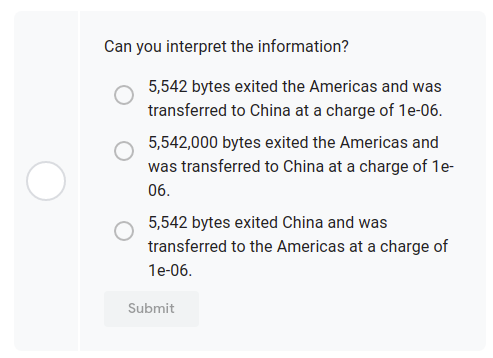 Can you interpret the information?
5,542 bytes exited the Americas and was
transferred to China at a charge of 1e-06.
5,542,000 bytes exited the Americas and
was transferred to China at a charge of 1e-
06.
5,542 bytes exited China and was
transferred to the Americas at a charge of
1e-06.
Submit